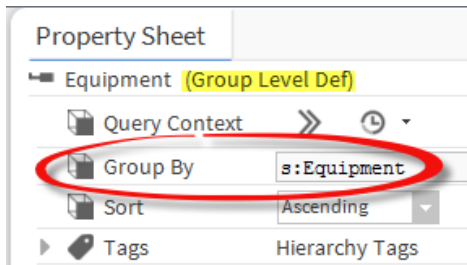 Property Sheet
Equipment (Group Level Def)
Query Context
Group By s:Equipment
Sort Ascending
Tags Hierarchy Tags